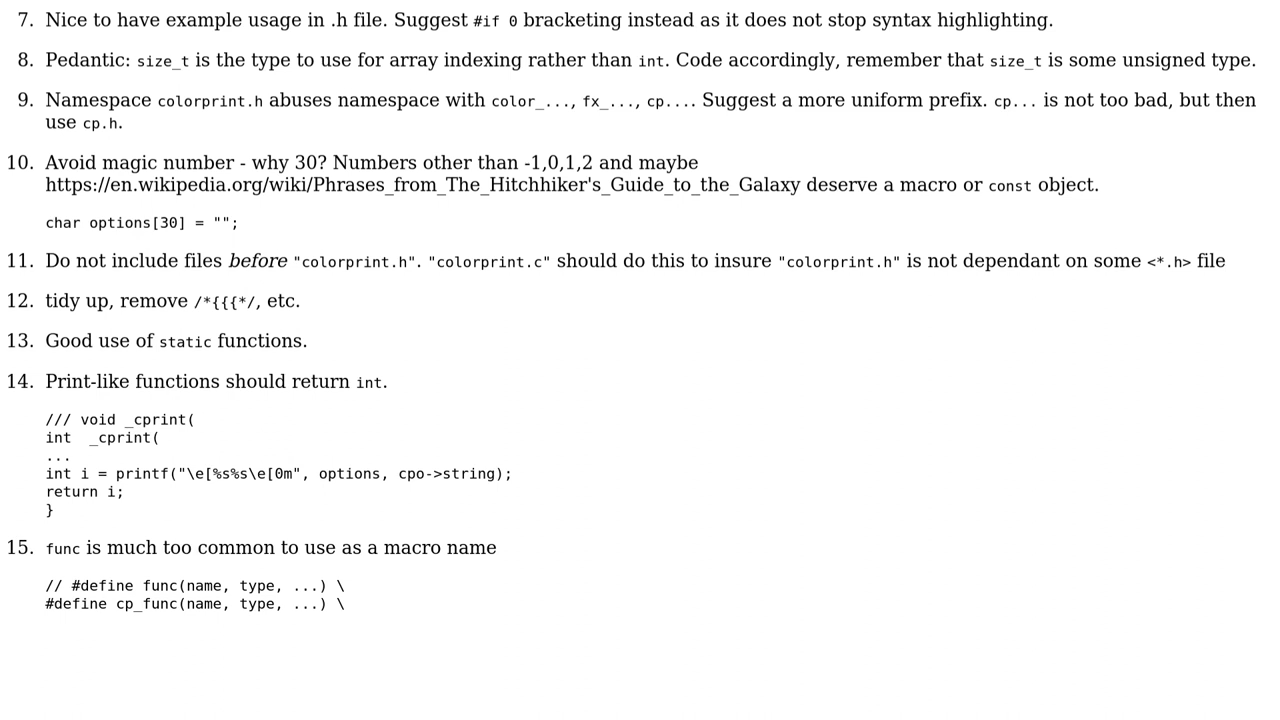 7. Nice to have example usage in .h file. Suggest #if 0 bracketing instead as it does not stop syntax highlighting.
8. Pedantic: size_t is the type to use for array indexing rather than int. Code accordingly, remember that size_t is some unsigned type.
9. Namespace colorprint.h abuses namespace with color_..., fx_..., cp.... Suggest a more uniform prefix. cp... is not too bad, but then
use cp.h.
10. Avoid magic number - why 30? Numbers other than -1,0,1,2 and maybe
https://en.wikipedia.org/wiki/Phrases_from_The_Hitchhiker's_Guide_to_the_Galaxy deserve a macro or const object.
char options[30] = "";
11. Do not include files before "colorprint.h". "colorprint.c" should do this to insure "colorprint.h" is not dependant on some <*.h> file
12. tidy up, remove /*{{{*/, etc.
13. Good use of static functions.
14. Print-like functions should return int.
/// void _cprint(
int  _cprint(
...
int i = printf("\e[%s%s\e[0m", options, cpo->string);
return i;
}
15. func is much too common to use as a macro name
// #define func(name, type, ...) \
#define cp_func(name, type, ...) \